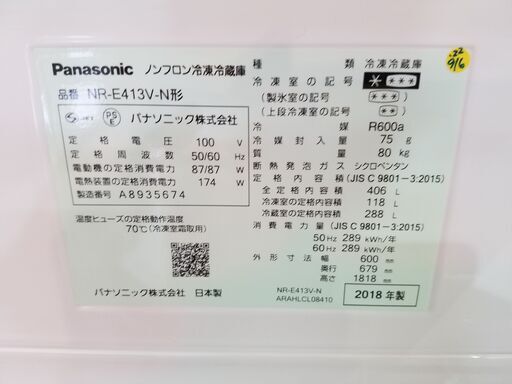 Panasonic ノンフロン冷凍冷蔵庫
品番 NR-E413V-N形
PS E パナソニック株式会社
定格電圧 100 V
定格周波数 50/60 Hz
電動機の定格消費電力 87/87 W
電熱装置の定格消費電力 174 W
製造番号 A8935674
温度ヒューズの定格動作温度
70℃(冷凍室霜取用)
パナソニック株式会社 日本製
種類 冷凍冷蔵庫
冷凍室の記号 * ***
(製氷室の記号 ***)
(上段冷凍室の記号 **)
冷媒 R600a
冷媒封入量 75 g
質量 80 kg
断熱発泡ガス シクロペンタン
定格内容積 (JIS C 9801-3:2015)
全定格内容積 406 L
冷凍室の定格内容積 118 L
冷蔵室の定格内容積 288 L
消費電力量 (JIS C 9801-3:2015)
50Hz 289 kWh/年
60Hz 289 kWh/年
外形寸法幅 600 mm
奥行 679 mm
高さ 1818 mm
NR-E413V-N
ARAHLCL08410
2018年製
.22
916